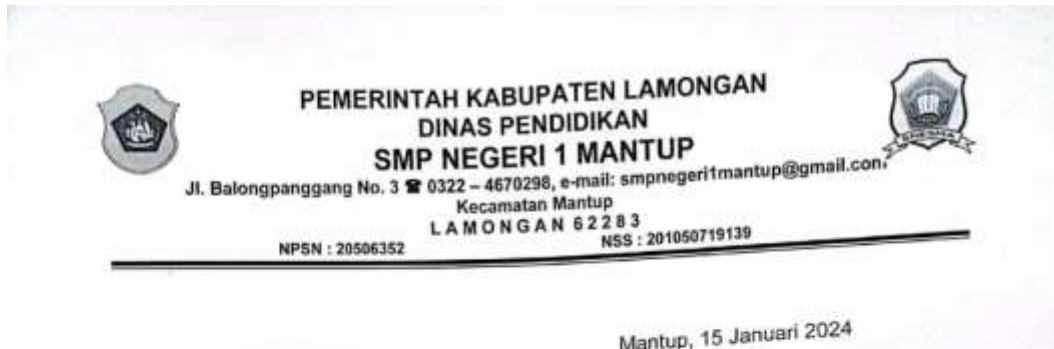 PEMERINTAH KABUPATEN LAMONGAN
DINAS PENDIDIKAN
SMP NEGERI 1 MANTUP
Jl. Balongpanggang No. 3 ☎ 0322 – 4670298, e-mail: smpnegeri1mantup@gmail.com.
Kecamatan Mantup
L A M O N G A N 6 2 2 8 3
NPSN : 20506352 NSS : 201050719139
Mantup, 15 Januari 2024